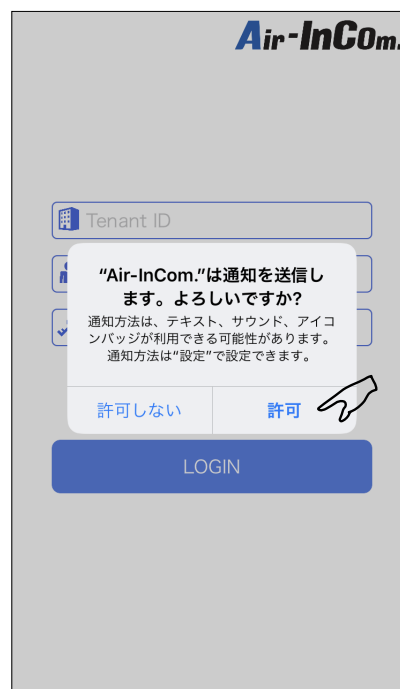 Air-InCom.
Tenant ID
“Air-InCom.”は通知を送信し
ます。よろしいですか?
通知方法は、テキスト、サウンド、アイコ
ンバッジが利用できる可能性があります。
通知方法は“設定”で設定できます。
許可しない
許可
LOGIN